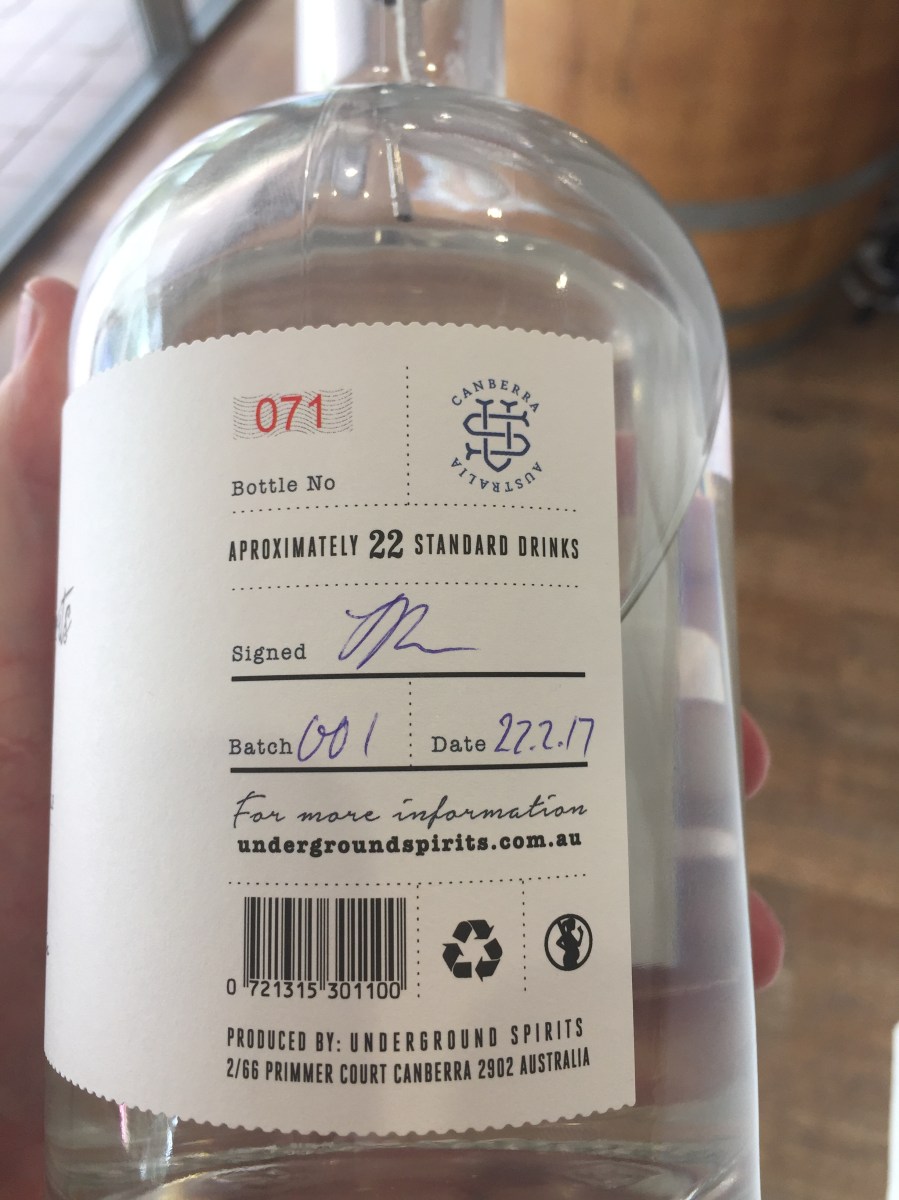 071
Bottle No
CANBERRA
AUSTRALIA
APROXIMATELY 22 STANDARD DRINKS
Signed
Batch 001 Date 22.2.17
For more information
undergroundspirits.com.au
0 721315 301100
PRODUCED BY: UNDERGROUND SPIRITS
2/66 PRIMMER COURT CANBERRA 2902 AUSTRALIA